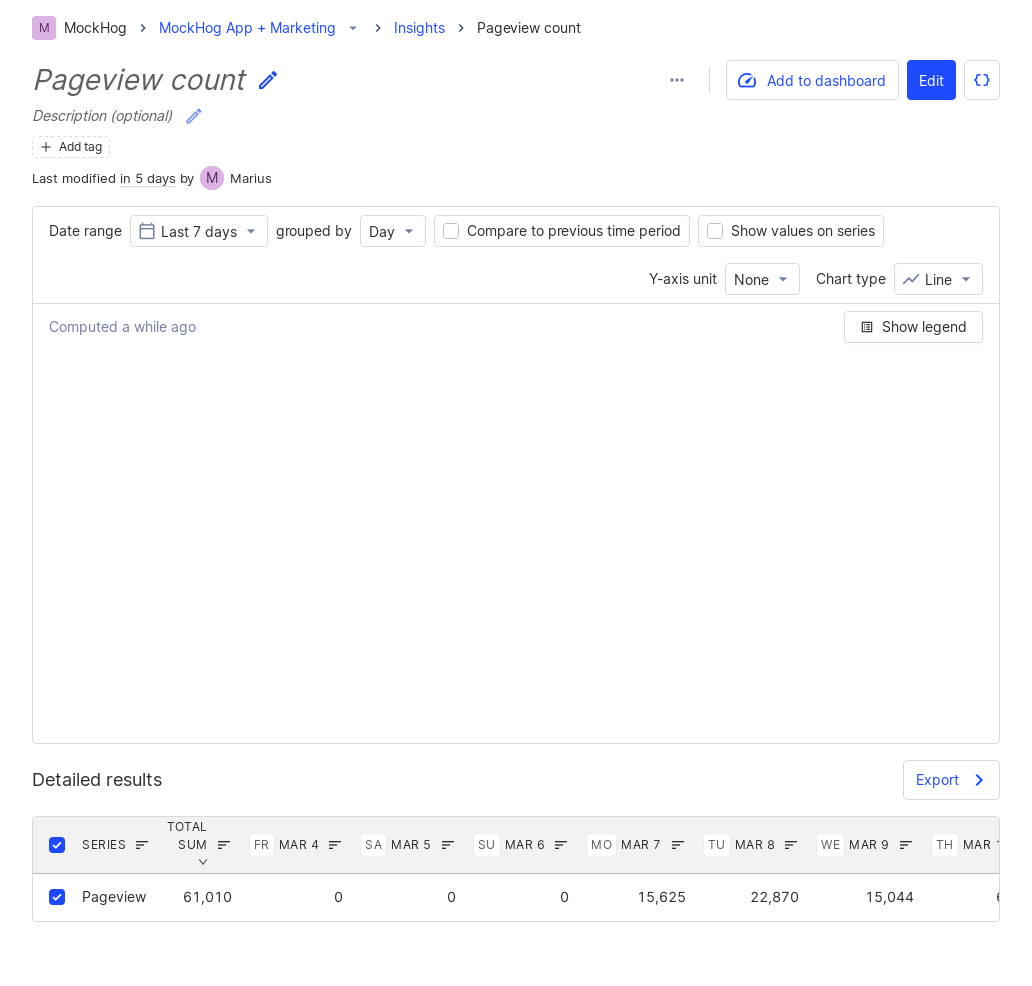 M MockHog MockHog App + Marketing Insights Pageview count
Pageview count
Add to dashboard Edit
Description (optional)
Add tag
Last modified in 5 days by M Marius
Date range Last 7 days grouped by Day Compare to previous time period Show values on series
Y-axis unit None Chart type Line
Computed a while ago Show legend
Detailed results Export
SERIES TOTAL SUM FR MAR 4 SA MAR 5 SU MAR 6 MO MAR 7 TU MAR 8 WE MAR 9 TH MAR
Pageview 61,010 0 0 0 15,625 22,870 15,044